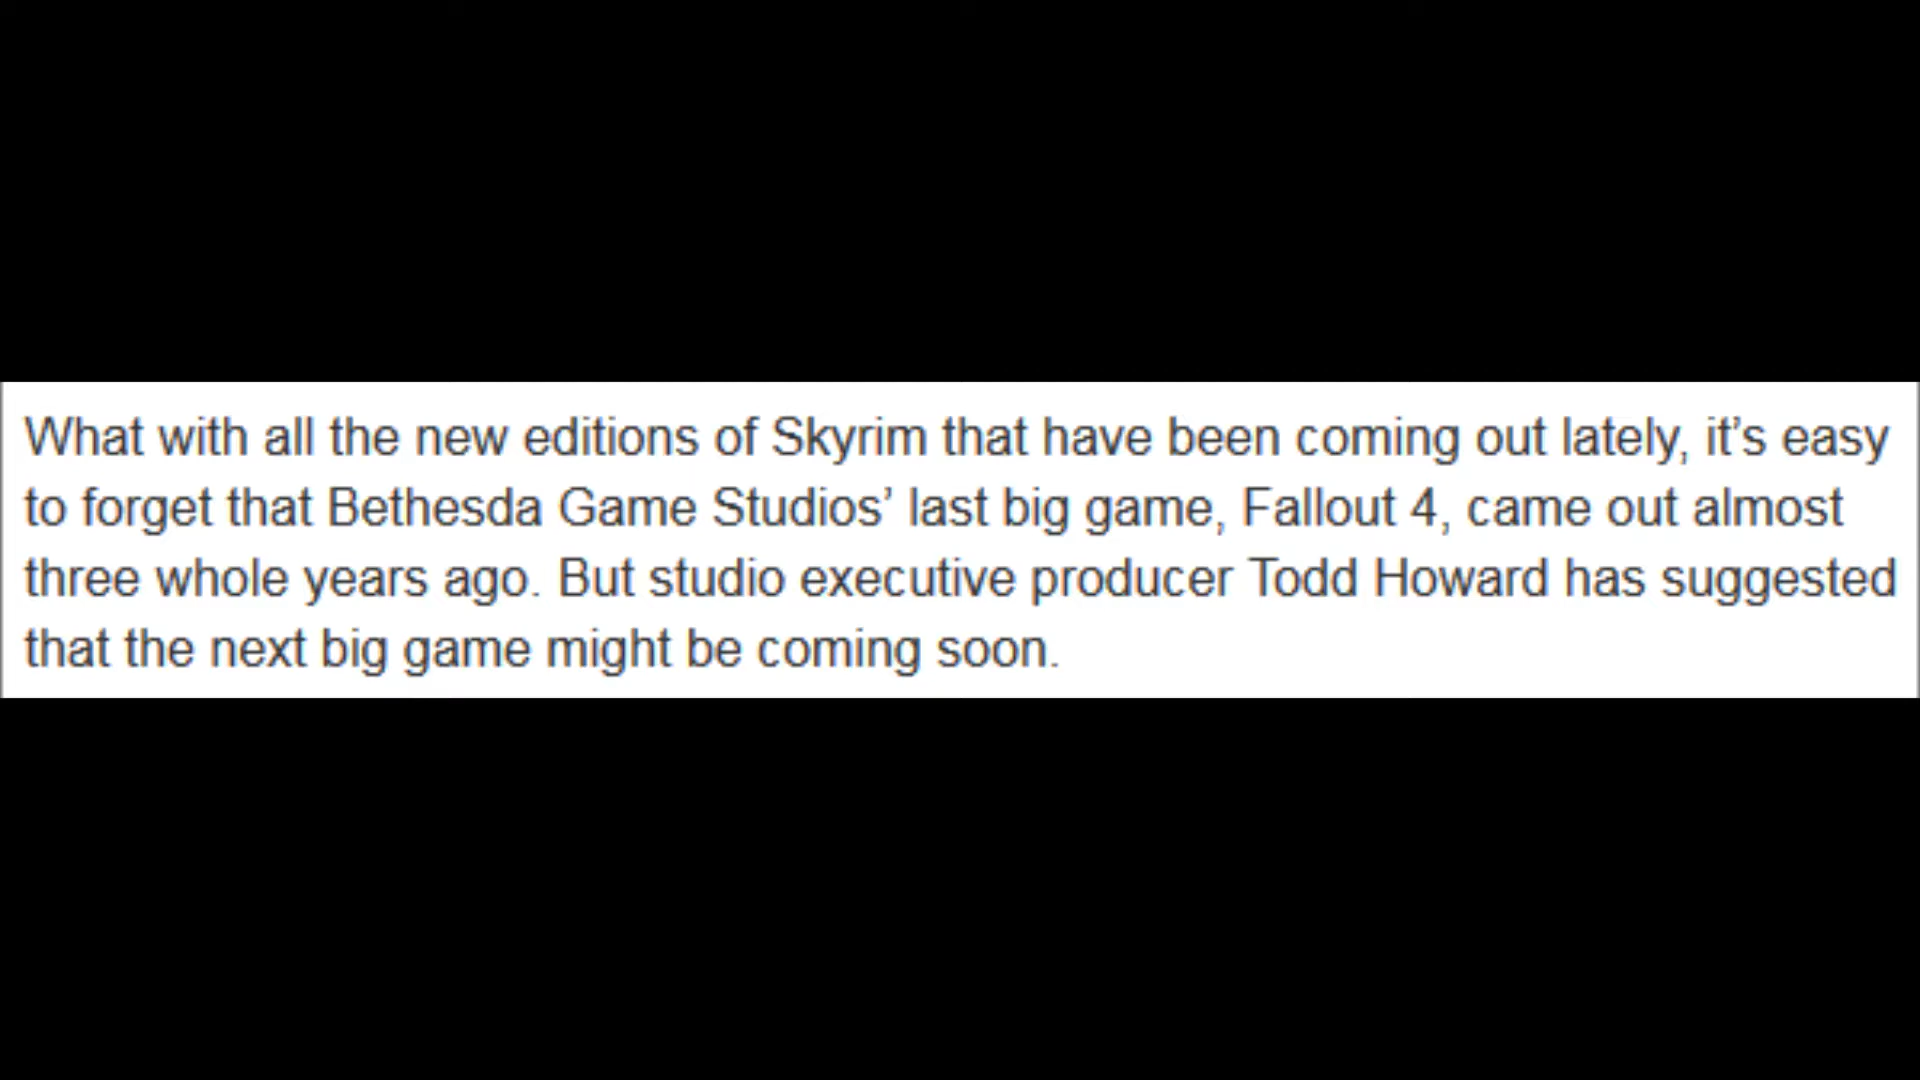 What with all the new editions of Skyrim that have been coming out lately, it’s easy
to forget that Bethesda Game Studios’ last big game, Fallout 4, came out almost
three whole years ago. But studio executive producer Todd Howard has suggested
that the next big game might be coming soon.